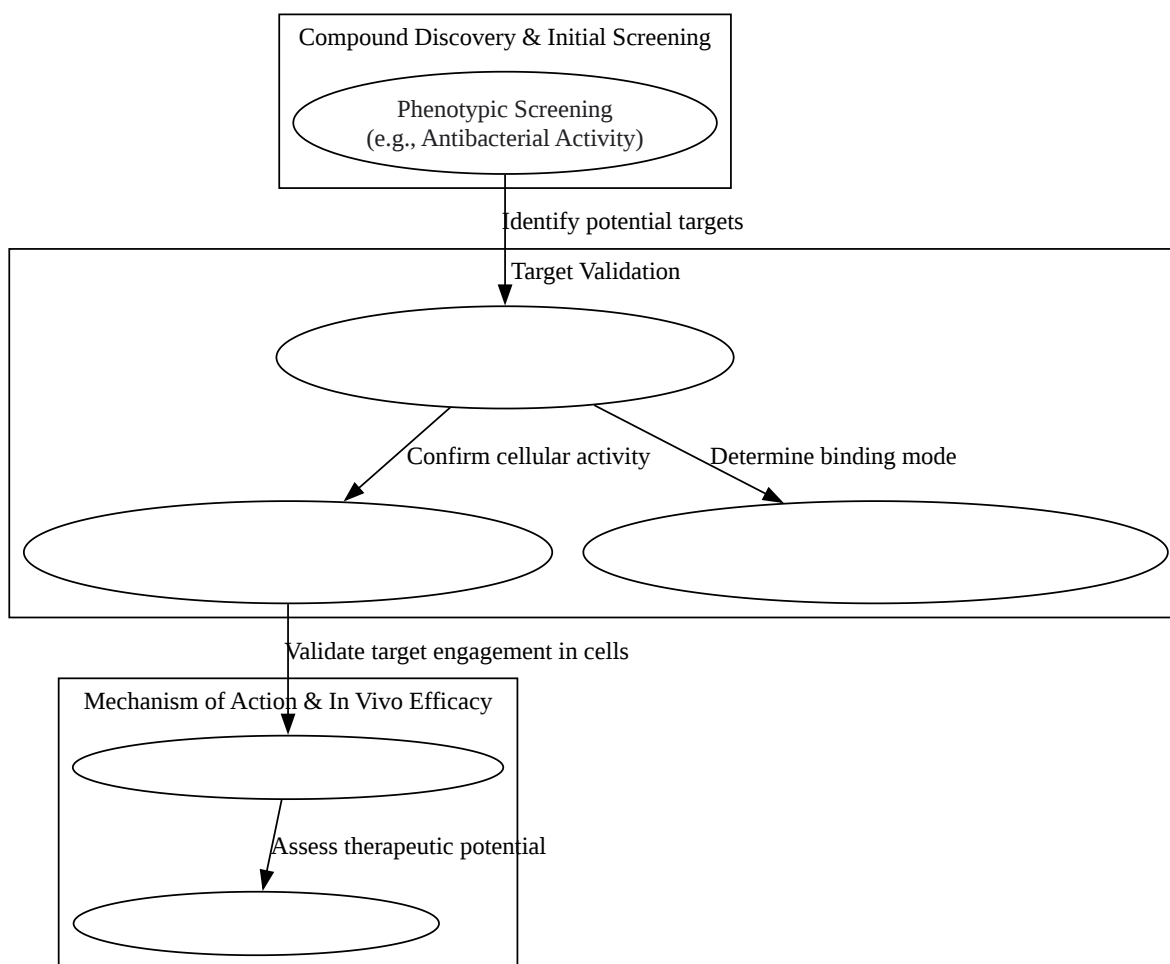 Compound Discovery & Initial Screening
Phenotypic Screening
(e.g., Antibacterial Activity)
Identify potential targets
Target Validation
Confirm cellular activity
Determine binding mode
Validate target engagement in cells
Mechanism of Action & In Vivo Efficacy
Assess therapeutic potential